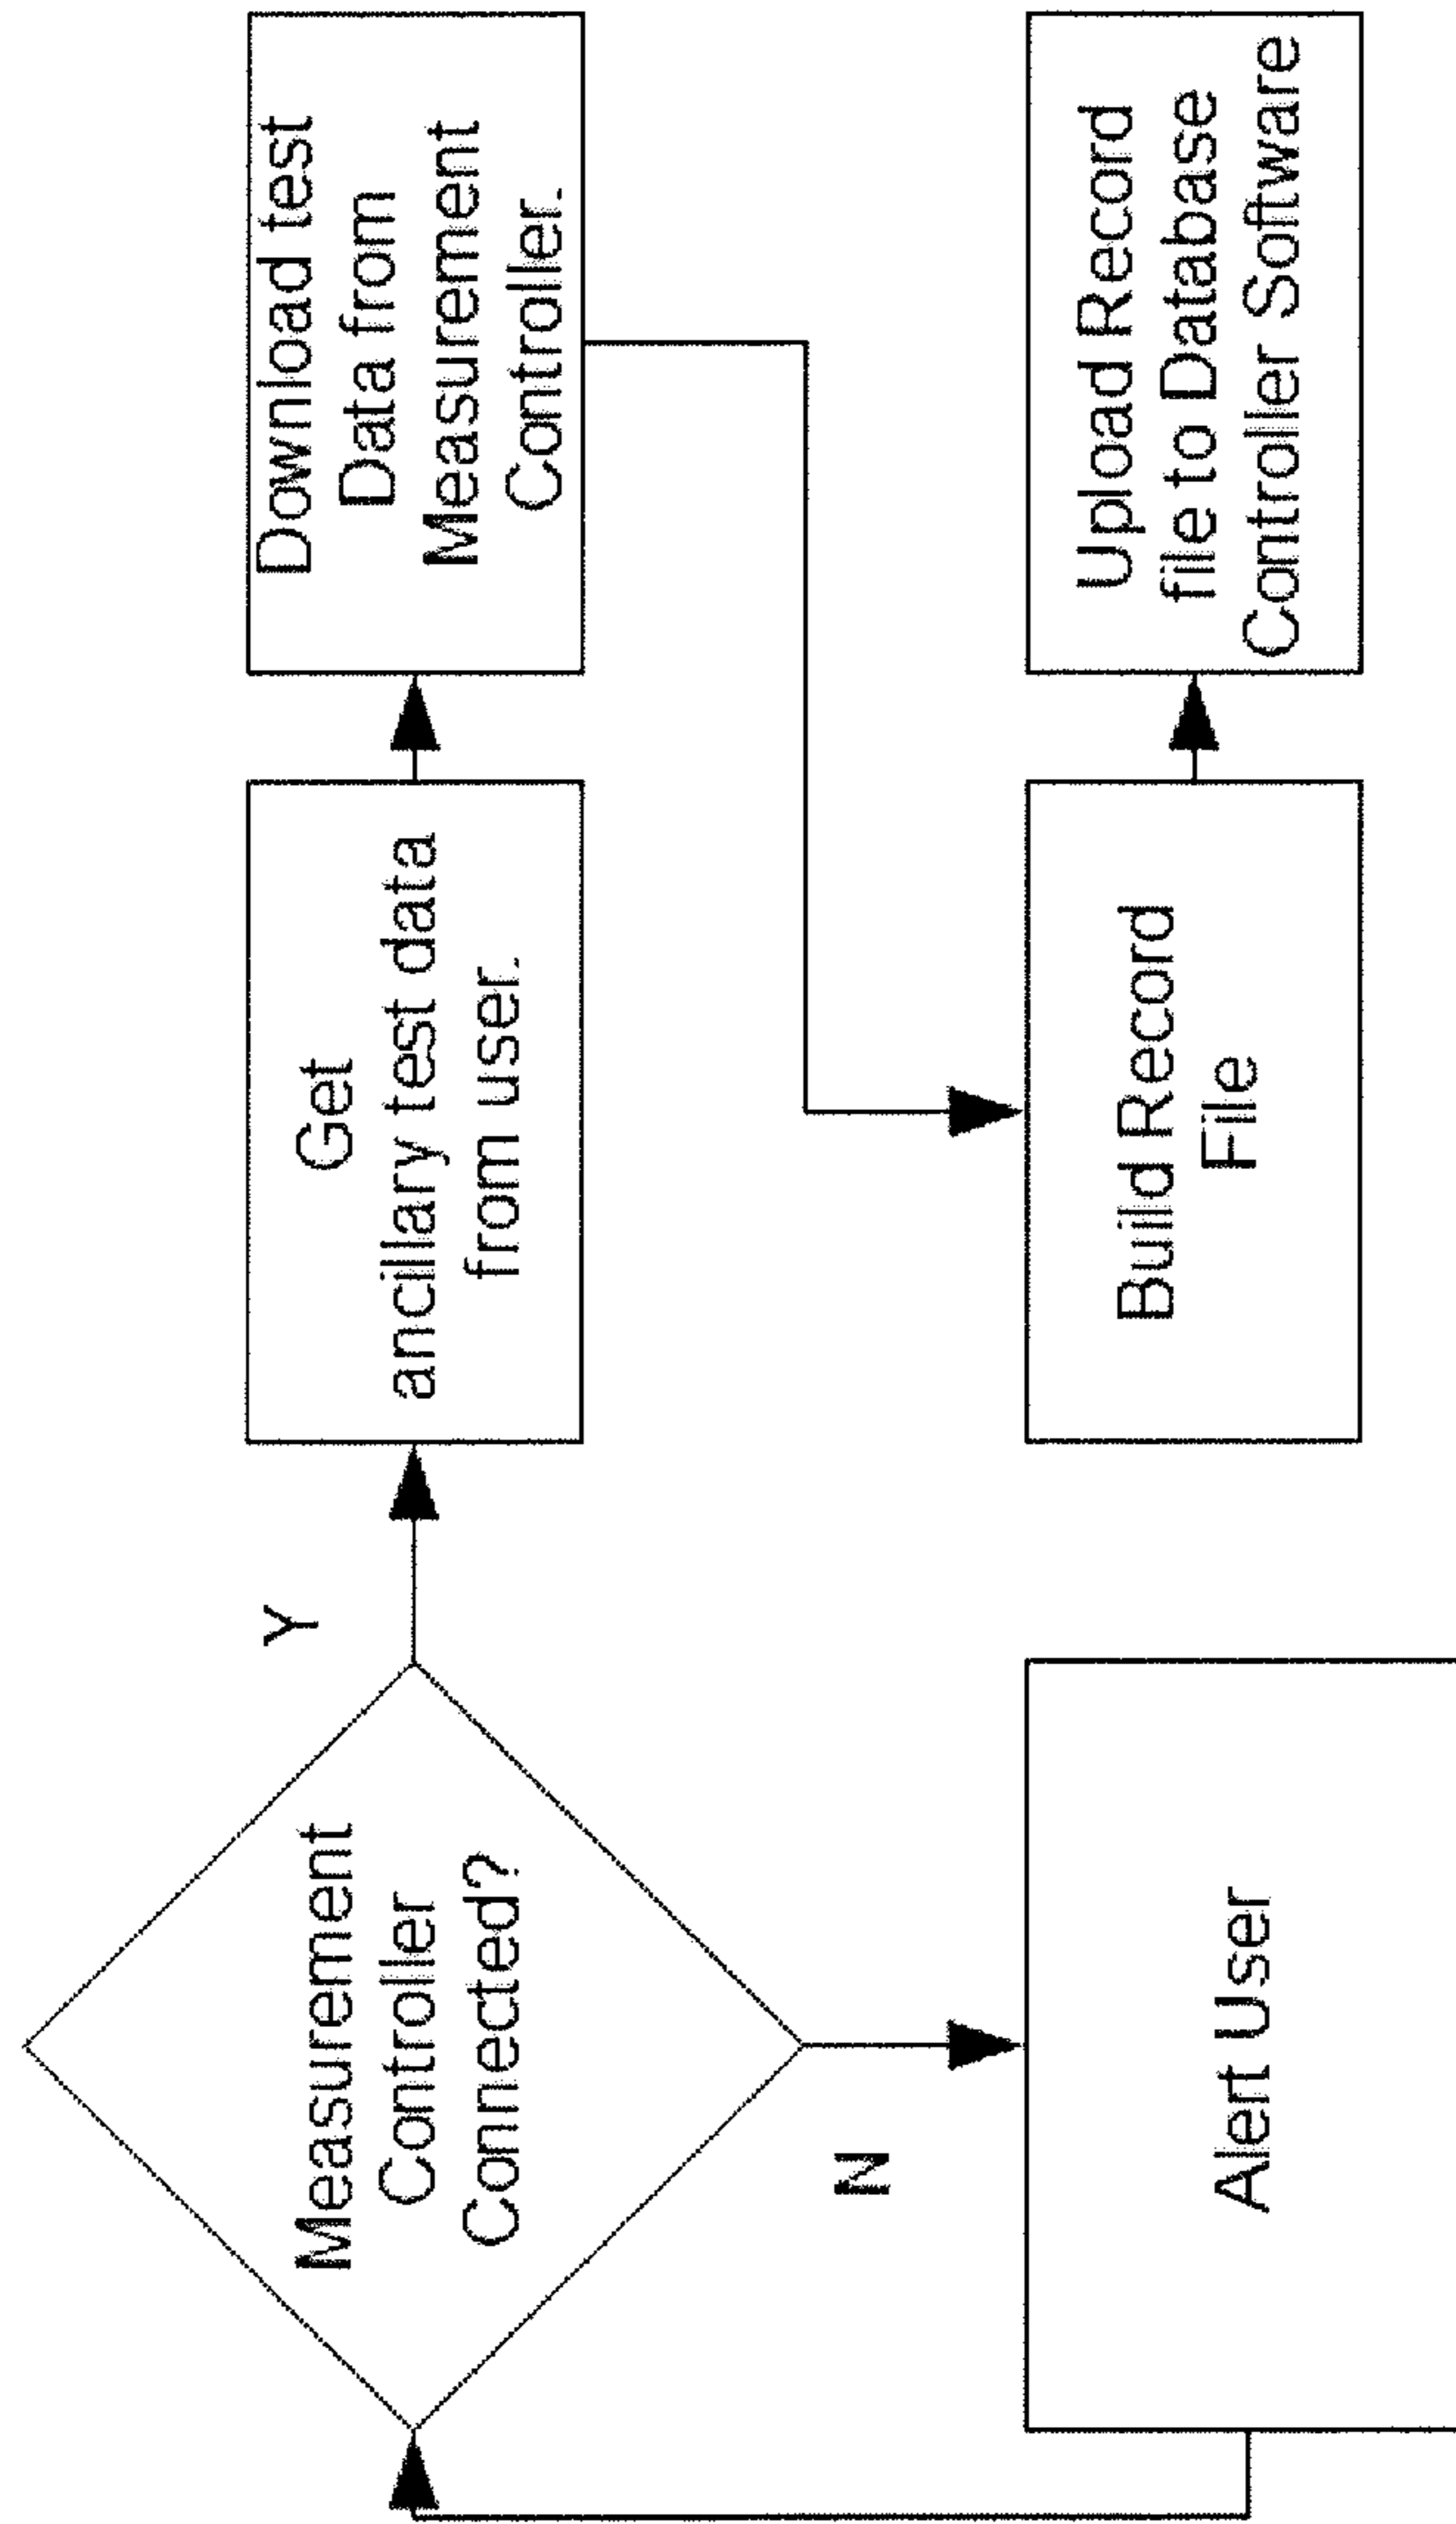 Measurement
Controller
Connected?
Y
Get
ancillary test data
from user.
Download test
Data from
Measurement
Controller.
N
Alert User
Build Record
File
Upload Record
file to Database
Controller Software